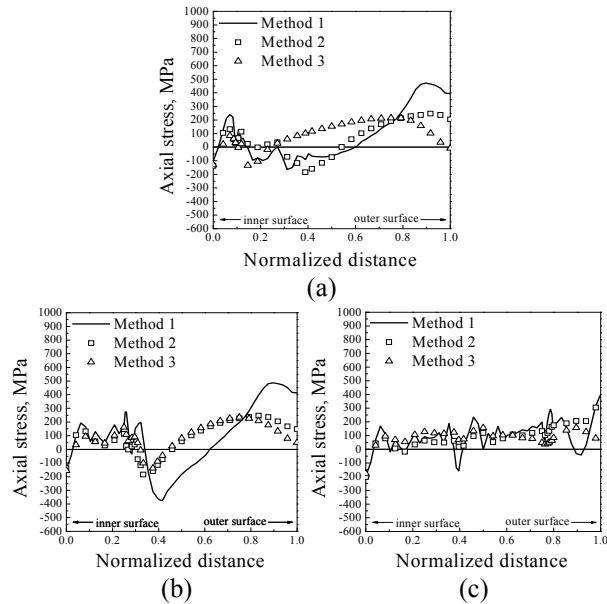 1000
900
800
700
600
500
400
300
200
100
0
-100
-200
-300
-400
-500
-600
Axial stress, MPa
Method 1
Method 2
Method 3
inner surface
outer surface
0.0 0.2 0.4 0.6 0.8 1.0
Normalized distance
(a)
1000
900
800
700
600
500
400
300
200
100
0
-100
-200
-300
-400
-500
-600
Axial stress, MPa
Method 1
Method 2
Method 3
inner surface
outer surface
0.0 0.2 0.4 0.6 0.8 1.0
Normalized distance
(b)
1000
900
800
700
600
500
400
300
200
100
0
-100
-200
-300
-400
-500
-600
Axial stress, MPa
Method 1
Method 2
Method 3
inner surface
outer surface
0.0 0.2 0.4 0.6 0.8 1.0
Normalized distance
(c)